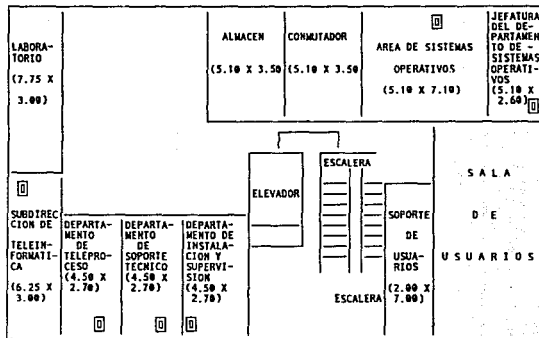 LABORA-
TORIO
(7.75 X
3.00)
ALMACEN
(5.10 X 3.50)
CONMUTADOR
(5.10 X 3.50)
AREA DE SISTEMAS
OPERATIVOS
(5.10 X 7.10)
JEFATURA
DEL DE-
PARTAMEN
TO DE -
SISTEMAS
OPERATI-
VOS
(5.10 X
2.60)
ELEVADOR
ESCALERA
SALA
DE
USUARIOS
SUBDIREC
CION DE
TELEIN-
FORMATI-
CA
(6.25 X
3.00)
DEPARTA-
MENTO
DE
TELEPRO-
CESO
(4.50 X
2.70)
DEPARTA-
MENTO
DE
SOPORTE
TECNICO
(4.50 X
2.70)
DEPARTA-
MENTO DE
INSTALA-
CION Y
SUPERVI-
SION
(4.50 X
2.70)
ESCALERA
SOPORTE
DE
USUA-
RIOS
(2.00 X
7.00)